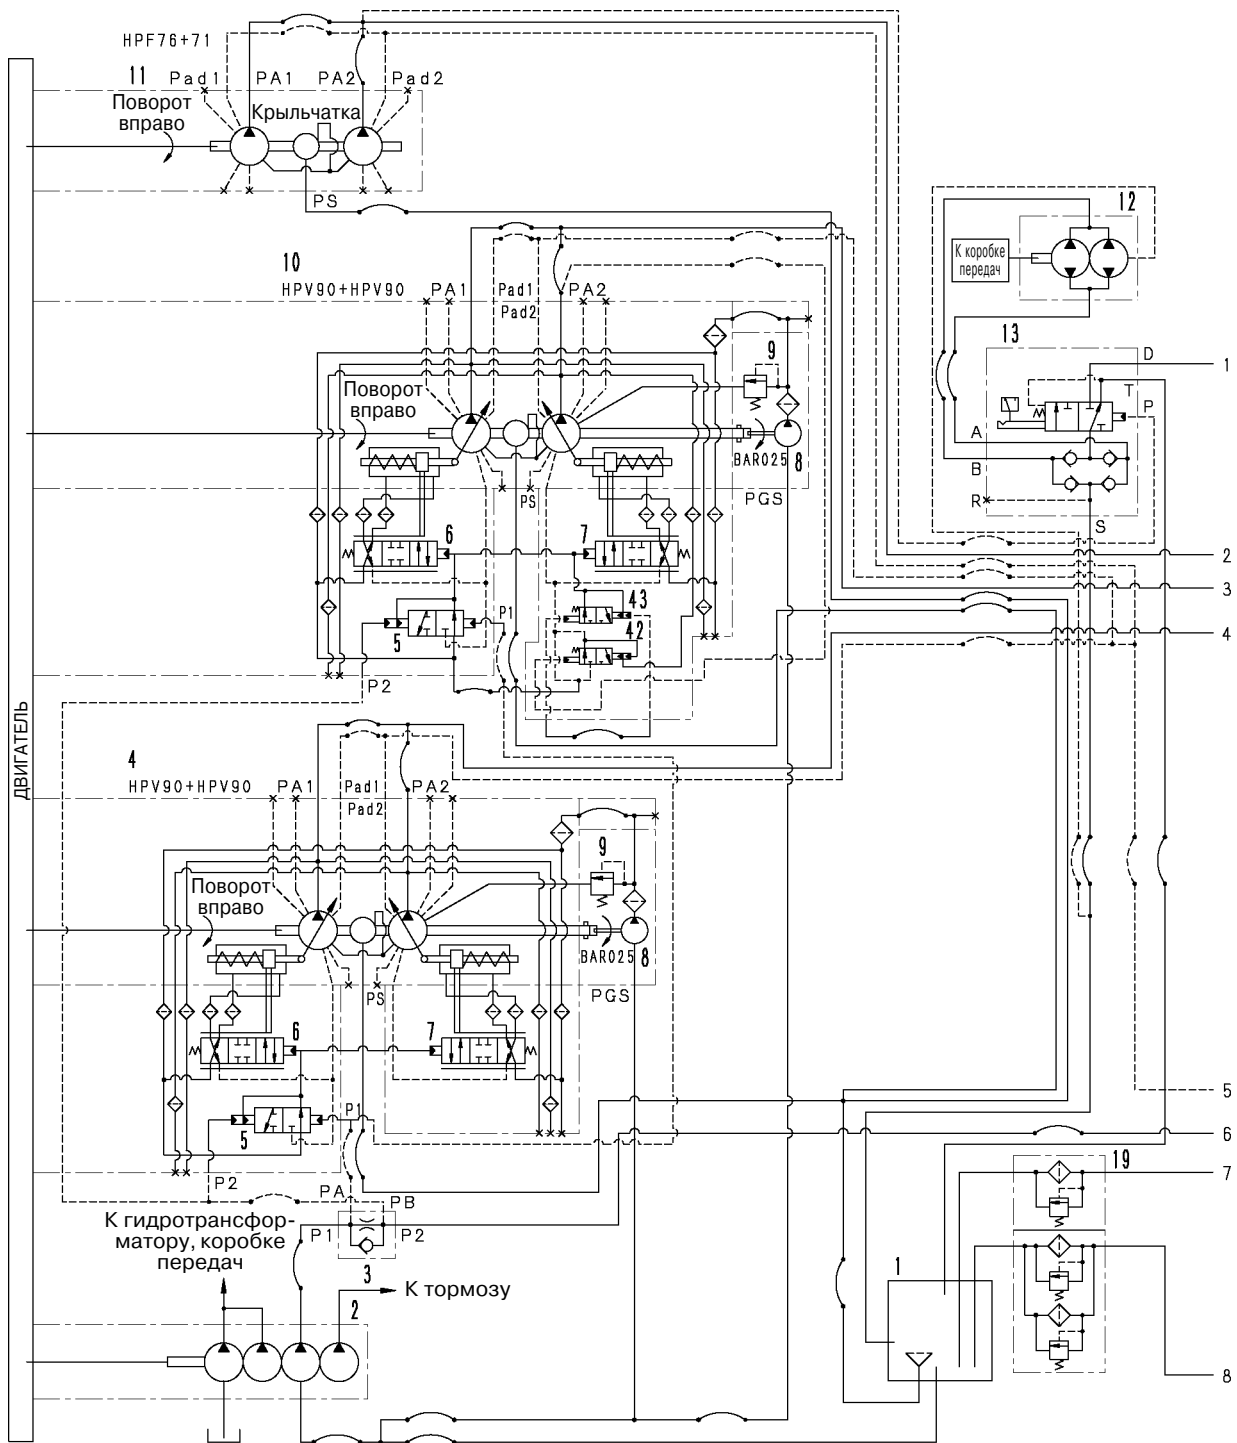 HPF76+71
11
Pad1
PA1
PA2
Pad2
Поворот
вправо
Крыльчатка
PS
12
К коробке
передач
10
HPV90+HPV90
PA1
Pad1
Pad2
PA2
9
13
D
1
T
P
Поворот
вправо
A
B
R
S
BAR025
8
PS
PGS
6
7
2
3
43
P1
42
5
4
P2
ДВИГАТЕЛЬ
4
HPV90+HPV90
PA1
Pad1
Pad2
PA2
9
Поворот
вправо
BAR025
8
PS
PGS
6
7
5
P1
5
6
P2
PA
PB
19
7
К гидротрансфор-
матору, коробке
передач
P1
P2
3
К тормозу
2
1
8